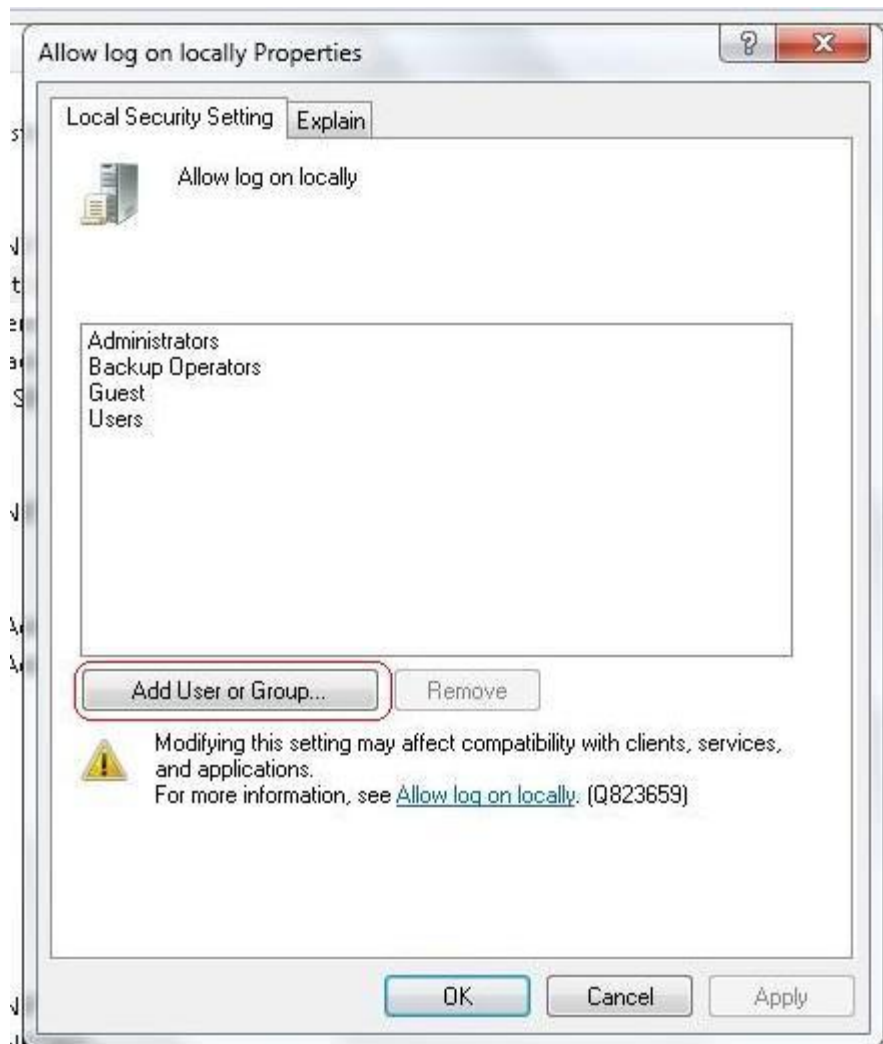 Allow log on locally Properties
Local Security Setting
Explain
Allow log on locally
Administrators
Backup Operators
Guest
Users
Add User or Group...
Remove
Modifying this setting may affect compatibility with clients, services,
and applications.
For more information, see Allow log on locally. (Q823659)
OK
Cancel
Apply